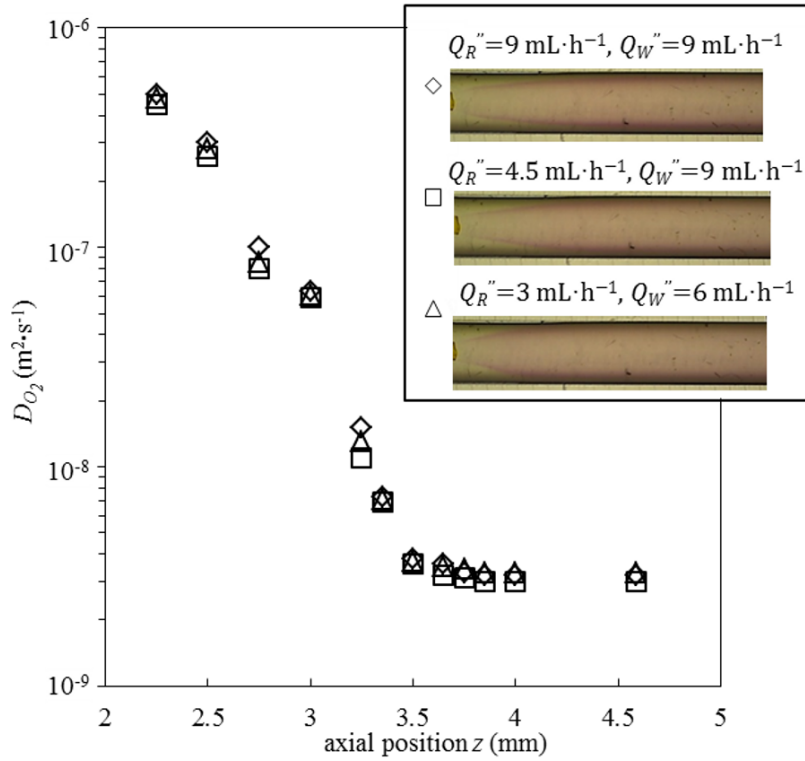 10⁻⁶
Q_R″=9 mL·h⁻¹, Q_W″=9 mL·h⁻¹
Q_R″=4.5 mL·h⁻¹, Q_W″=9 mL·h⁻¹
10⁻⁷
Q_R″=3 mL·h⁻¹, Q_W″=6 mL·h⁻¹
D_O₂ (m²•s⁻¹)
10⁻⁸
10⁻⁹
2 2.5 3 3.5 4 4.5 5
axial position z (mm)